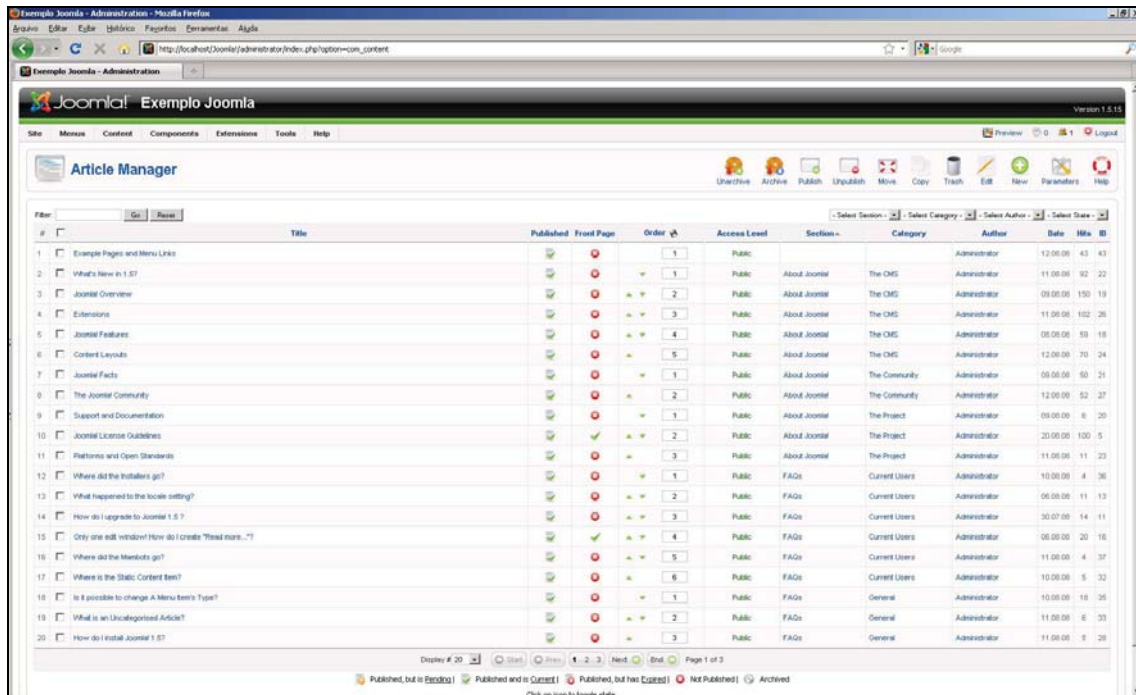 Exemplo Joomla - Administration - Mozilla Firefox
Arquivo Editar Exibir Histórico Favoritos Ferramentas Ajuda
http://localhost/Joomla!/administrator/index.php?option=com_content
Google
Exemplo Joomla - Administration
Joomla! Exemplo Joomla
Version 1.5.15
Site Menus Content Components Extensions Tools Help
Preview 0 1 Logout
Article Manager
Unarchive Archive Publish Unpublish Move Copy Trash Edit New Parameters Help
Filter: Go Reset
- Select Section - - Select Category - - Select Author - - Select State -
# Title Published Front Page Order Access Level Section Category Author Date Hits ID
1 Example Pages and Menu Links 1 Public Administrator 12.08.08 43 43
2 What's New in 1.5? 1 Public About Joomla! The CMS Administrator 11.08.08 92 22
3 Joomla! Overview 2 Public About Joomla! The CMS Administrator 09.08.08 150 19
4 Extensions 3 Public About Joomla! The CMS Administrator 11.08.08 102 26
5 Joomla! Features 4 Public About Joomla! The CMS Administrator 08.08.08 59 18
6 Content Layouts 5 Public About Joomla! The CMS Administrator 12.08.08 70 24
7 Joomla! Facts 1 Public About Joomla! The Community Administrator 09.08.08 50 21
8 The Joomla! Community 2 Public About Joomla! The Community Administrator 12.08.08 52 27
9 Support and Documentation 1 Public About Joomla! The Project Administrator 09.08.08 20
10 Joomla! License Guidelines 2 Public About Joomla! The Project Administrator 20.08.08 100 5
11 Platforms and Open Standards 3 Public About Joomla! The Project Administrator 11.08.08 11 23
12 Where did the Installers go? 1 Public FAQs Current Users Administrator 10.08.08 4 36
13 What happened to the locale setting? 2 Public FAQs Current Users Administrator 06.08.08 11 13
14 How do I upgrade to Joomla! 1.5 ? 3 Public FAQs Current Users Administrator 30.07.08 14 11
15 Only one edit window! How do I create "Read more..."? 4 Public FAQs Current Users Administrator 06.08.08 20 16
16 Where did the Mambots go? 5 Public FAQs Current Users Administrator 11.08.08 4 37
17 Where is the Static Content Item? 6 Public FAQs Current Users Administrator 10.08.08 5 32
18 Is it possible to change A Menu Item's Type? 1 Public FAQs General Administrator 10.08.08 18 35
19 What is an Uncategorised Article? 2 Public FAQs General Administrator 11.08.08 6 33
20 How do I install Joomla! 1.5? 3 Public FAQs General Administrator 11.08.08 28
Display # 20 Start Prev 1 2 3 Next End Page 1 of 3
Published, but is Pending | Published and is Current | Published, but has Expired | Not Published | Archived
Click on icon to toggle state.